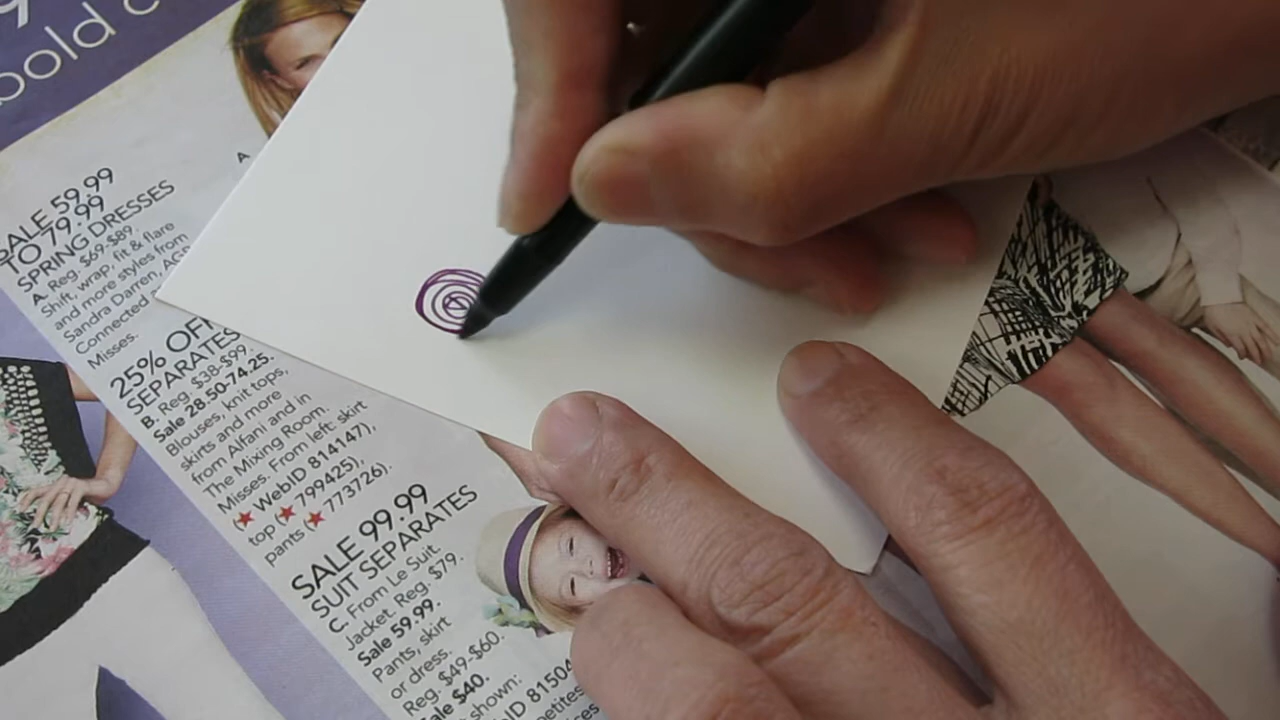 9
bold c
A
SALE 59.99
TO 79.99
SPRING DRESSES
A. Reg. $69-$89.
Shift, wrap, fit & flare
and more styles from
Sandra Darren, AG
Connected
Misses.
25% OFF
SEPARATES
B. Reg. $38-$99,
Sale 28.50-74.25.
Blouses, knit tops,
skirts and more
from Alfani and in
The Mixing Room.
Misses. From left: skirt
(★ WebID 814147),
top (★ 799425),
pants (★ 773726).
SALE 99.99
SUIT SEPARATES
C. From Le Suit.
Jacket. Reg. $79.
Sale 59.99.
Pants, skirt
or dress.
Reg. $49-$60.
Sale $40.
shown:
ID 81504
petites